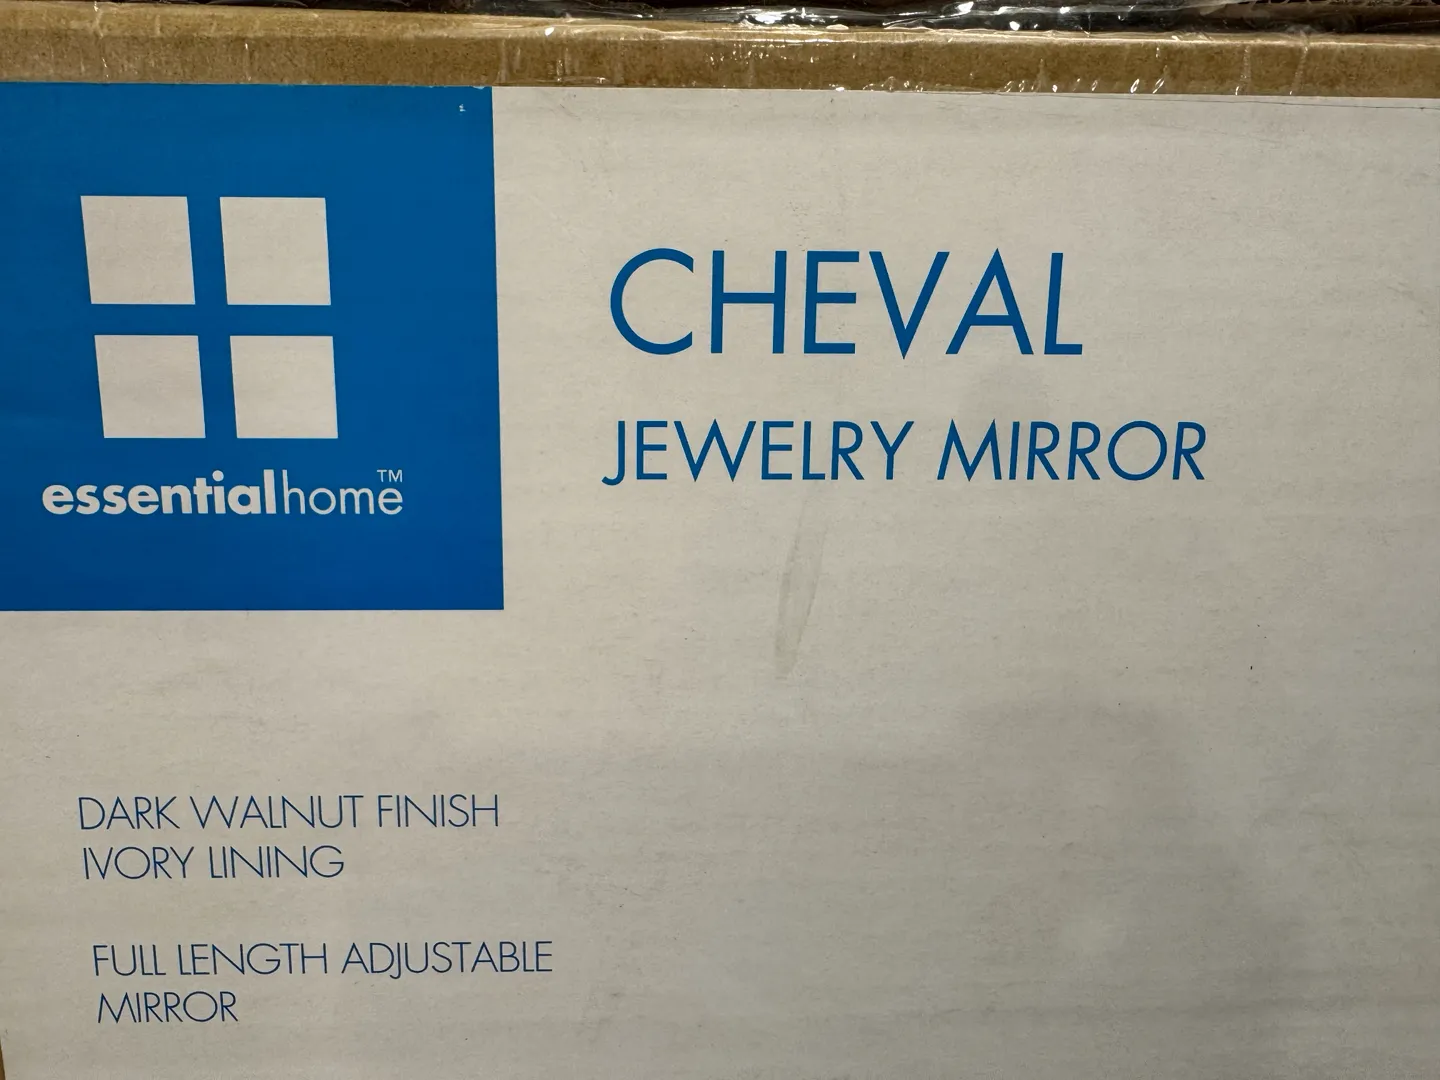 essentialhome™
CHEVAL
JEWELRY MIRROR
DARK WALNUT FINISH
IVORY LINING
FULL LENGTH ADJUSTABLE
MIRROR